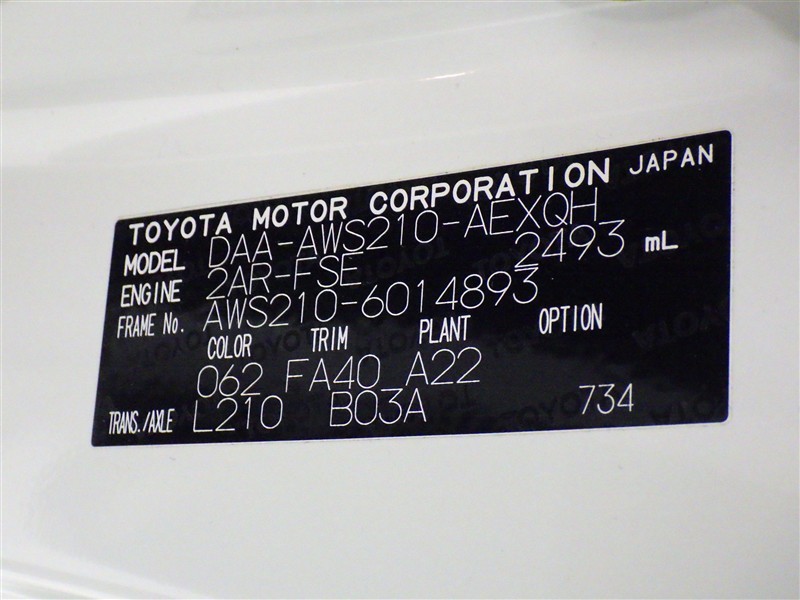 TOYOTA MOTOR CORPORATION JAPAN
MODEL DAA-AWS210-AEXQH
ENGINE 2AR-FSE 2493 mL
FRAME No. AWS210-6014893
COLOR TRIM PLANT OPTION
062 FA40 A22
TRANS./AXLE L210 B03A 734